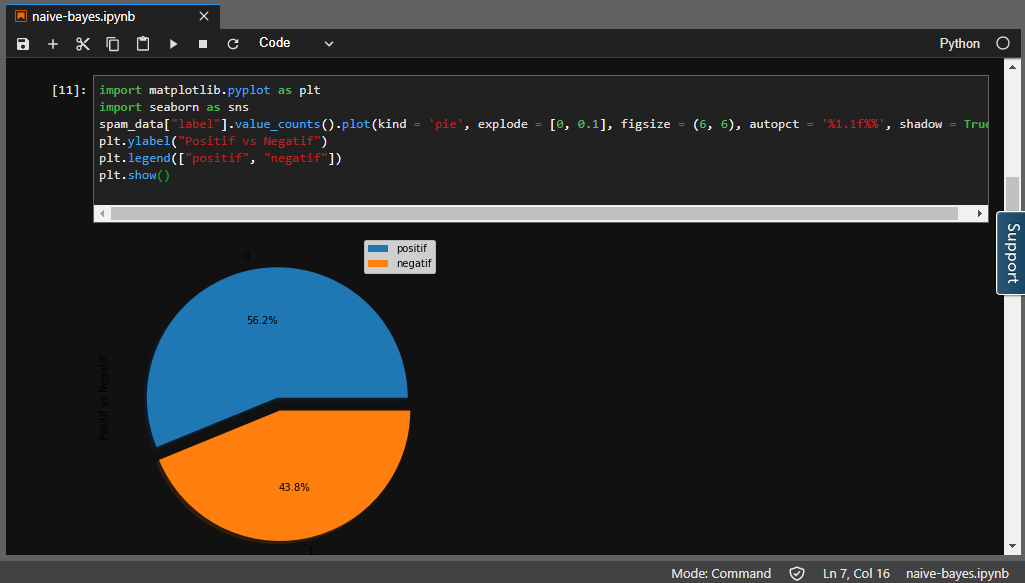 naive-bayes.ipynb
Code
Python
[11]:
import matplotlib.pyplot as plt
import seaborn as sns
spam_data["label"].value_counts().plot(kind = 'pie', explode = [0, 0.1], figsize = (6, 6), autopct = '%1.1f%%', shadow = True
plt.ylabel("Positif vs Negatif")
plt.legend(["positif", "negatif"])
plt.show()
Support
positif
negatif
0
56.2%
Positif vs Negatif
43.8%
1
Mode: Command
Ln 7, Col 16
naive-bayes.ipynb